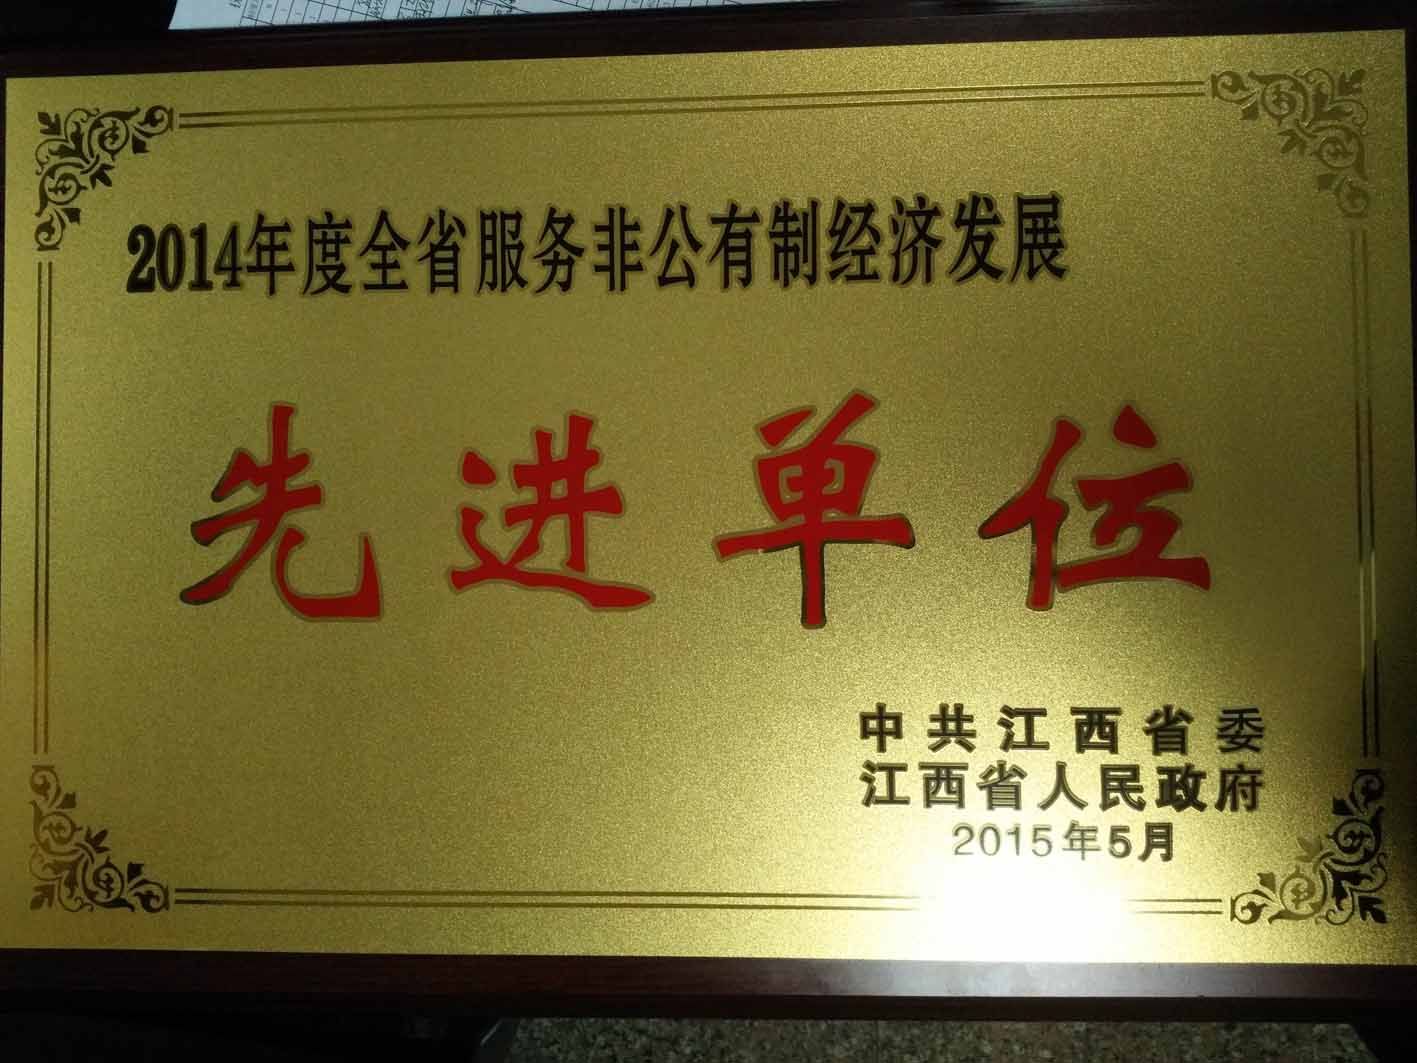 2014年度全省服务非公有制经济发展
先进单位
中共江西省委
江西省人民政府
2015年5月